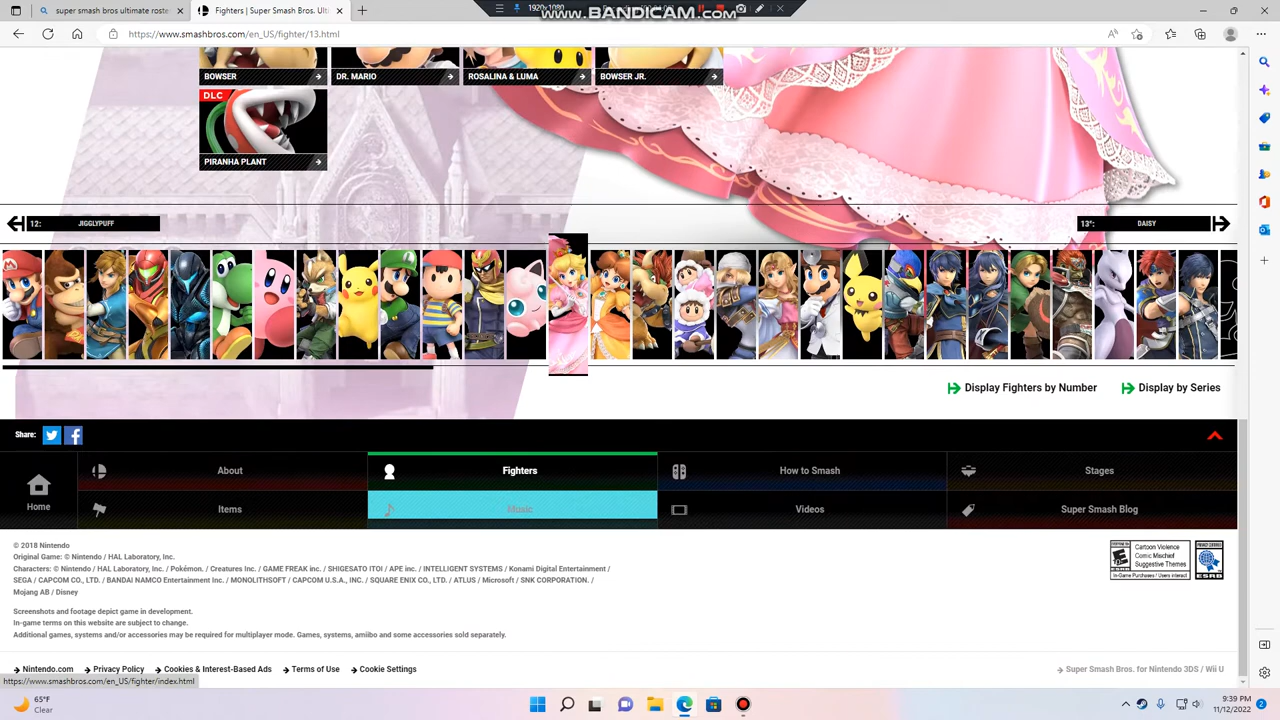 Super smash bros ultimate roste
Fighters - Super Smash Bros. Ulti
1920x1080
www.BANDICAM.com
https://www.smashbros.com/en_US/fighter/13.html
BOWSER
DR. MARIO
ROSALINA & LUMA
BOWSER JR.
DLC
PIRANHA PLANT
12: JIGGLYPUFF
13ᵋ: DAISY
Display Fighters by Number
Display by Series
Share:
About
Fighters
How to Smash
Stages
Home
Items
Music
Videos
Super Smash Blog
© 2018 Nintendo
Original Game: © Nintendo / HAL Laboratory, Inc.
Characters: © Nintendo / HAL Laboratory, Inc. / Pokémon. / Creatures Inc. / GAME FREAK inc. / SHIGESATO ITOI / APE inc. / INTELLIGENT SYSTEMS / Konami Digital Entertainment /
SEGA / CAPCOM CO., LTD. / BANDAI NAMCO Entertainment Inc. / MONOLITHSOFT / CAPCOM U.S.A., INC. / SQUARE ENIX CO., LTD. / ATLUS / Microsoft / SNK CORPORATION. /
Mojang AB / Disney
Cartoon Violence
Comic Mischief
Suggestive Themes
In-Game Purchases / Users Interact
ESRB
Screenshots and footage depict game in development.
In-game terms on this website are subject to change.
Additional games, systems and/or accessories may be required for multiplayer mode. Games, systems, amiibo and some accessories sold separately.
Nintendo.com
Privacy Policy
Cookies & Interest-Based Ads
Terms of Use
Cookie Settings
Super Smash Bros. for Nintendo 3DS / Wii U
https://www.smashbros.com/en_US/fighter/index.html
65°F
Clear
9:39 PM
11/12/2022